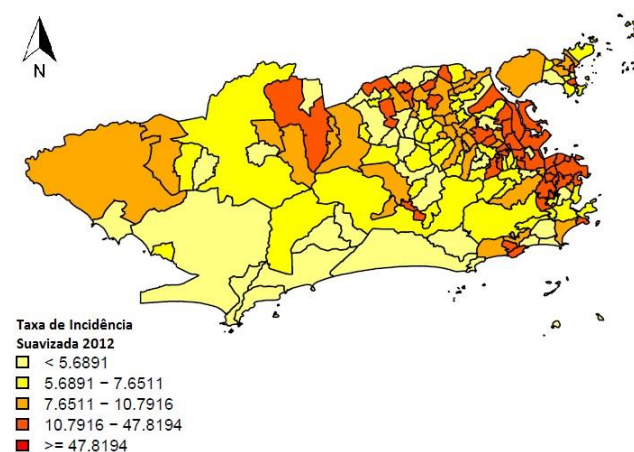 N
Taxa de Incidência
Suavizada 2012
< 5.6891
5.6891 − 7.6511
7.6511 − 10.7916
10.7916 − 47.8194
>= 47.8194